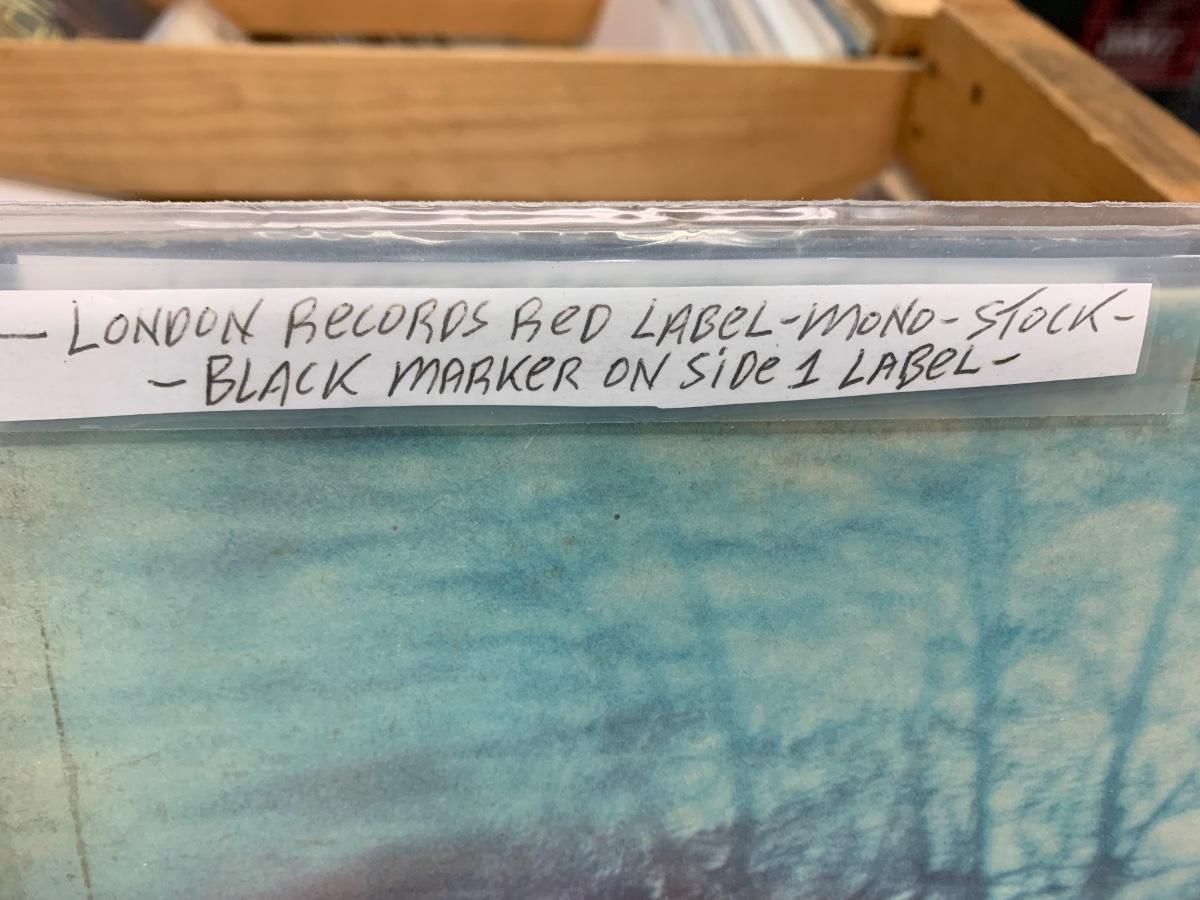 — LONDON RECORDS RED LABEL-MONO-STOCK-
- BLACK MARKER ON SIDE 1 LABEL-